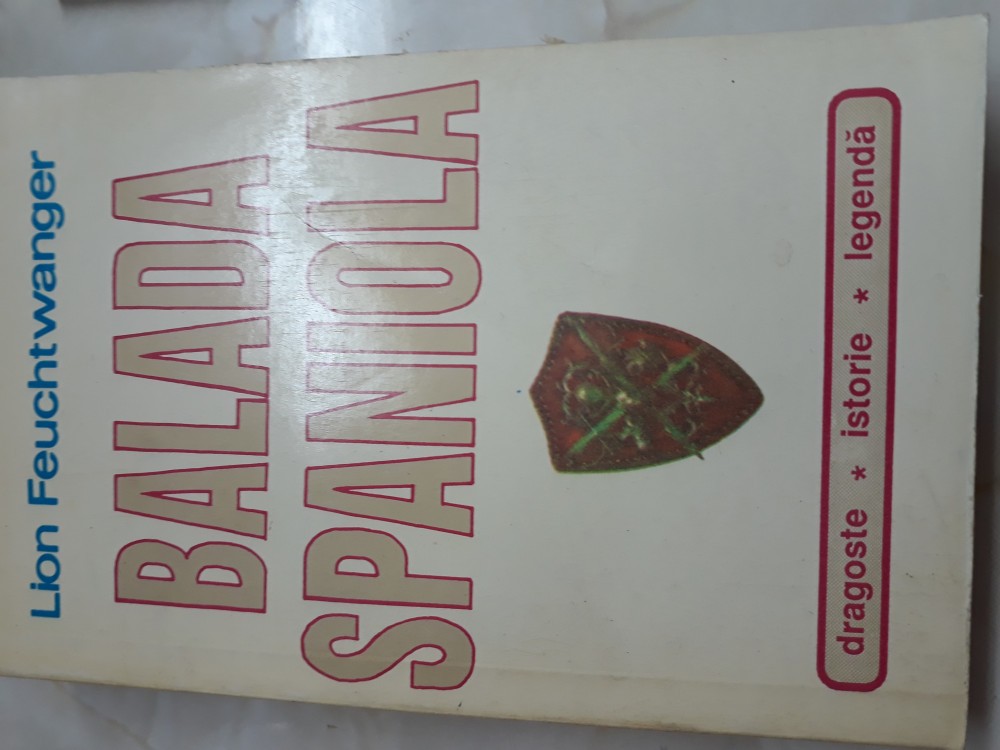 Lion Feuchtwanger
BALADA
SPANIOLA
dragoste * istorie * legendă